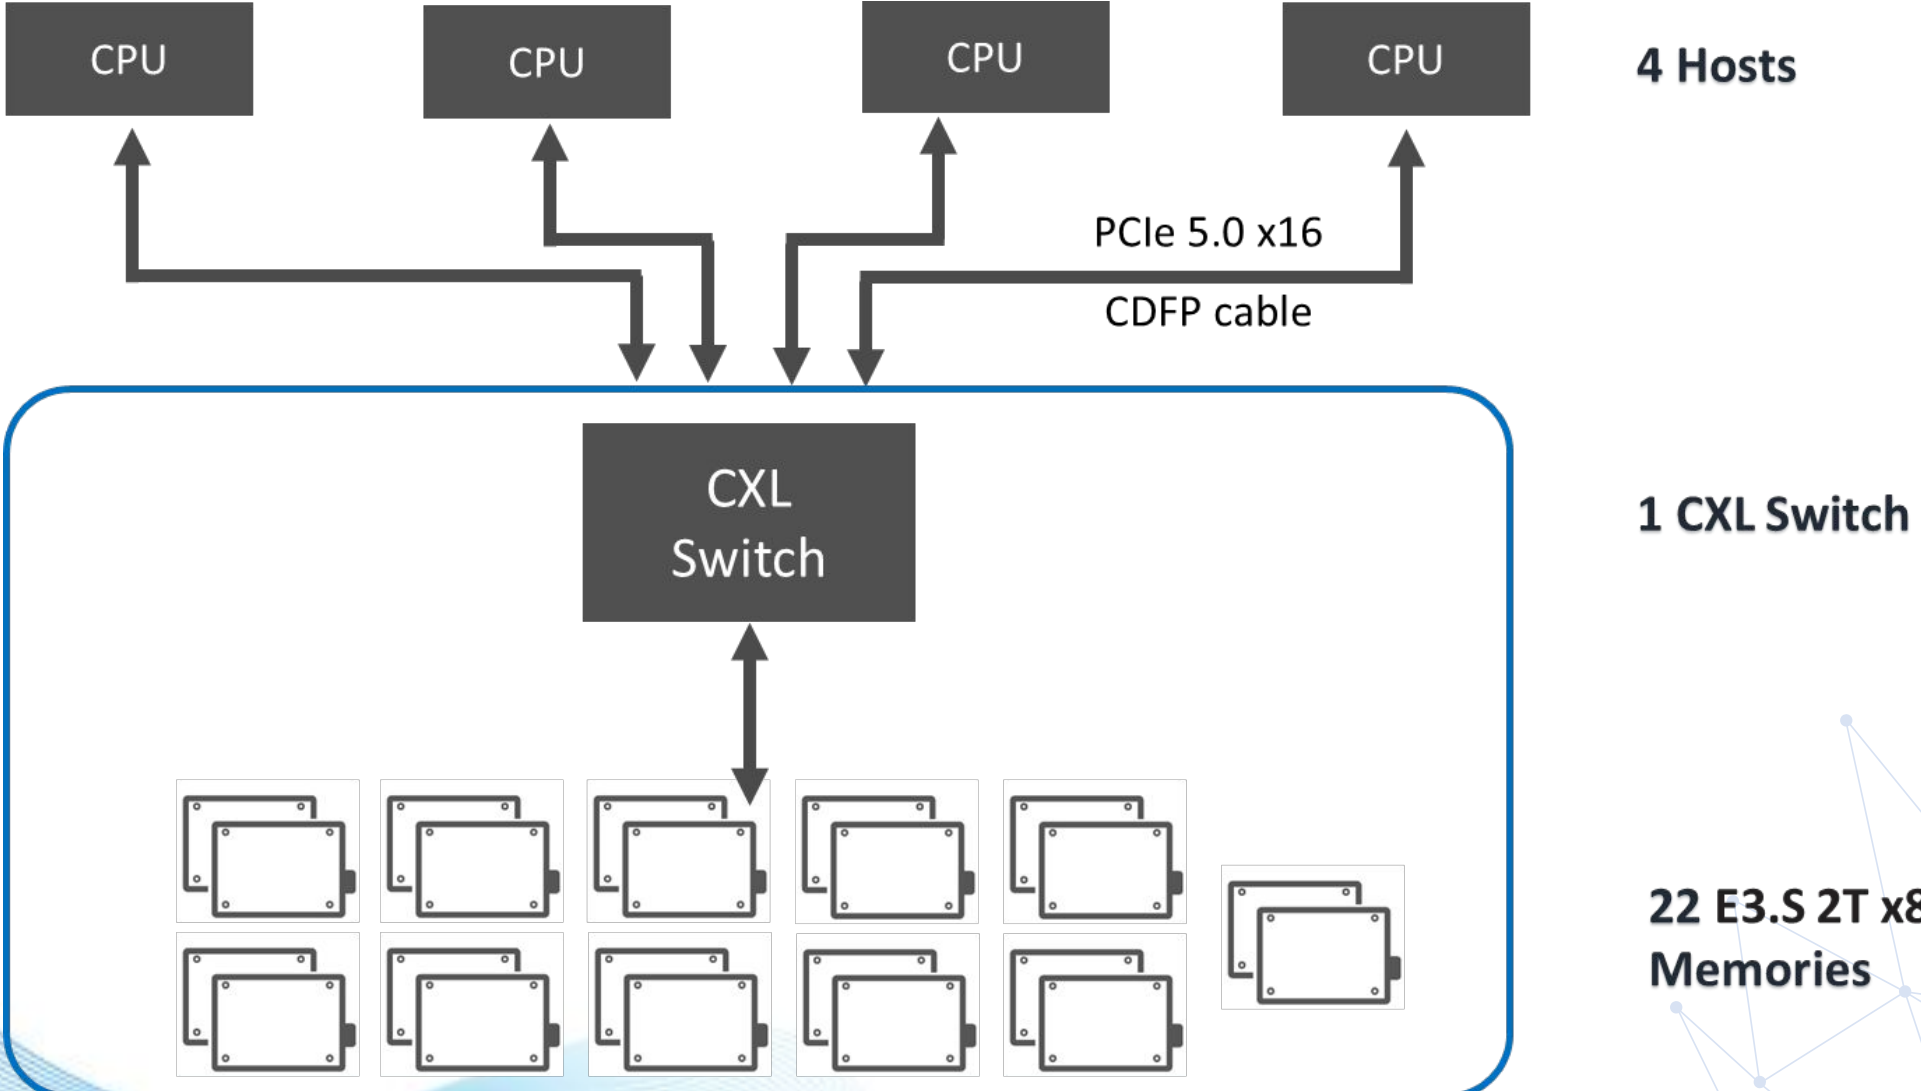 CPU
CPU
CPU
CPU
4 Hosts
PCIe 5.0 x16
CDFP cable
CXL
Switch
1 CXL Switch
22 E3.S 2T x8
Memories